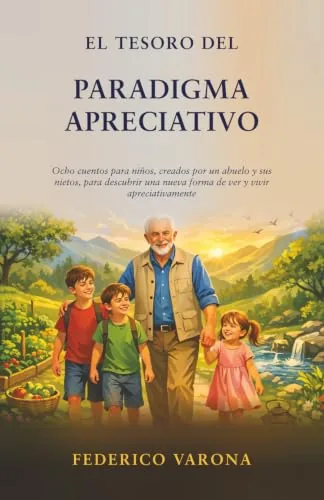 EL TESORO DEL
PARADIGMA
APRECIATIVO
Ocho cuentos para niños, creados por un abuelo y sus
nietos, para descubrir una nueva forma de ver y vivir
apreciativamente
FEDERICO VARONA